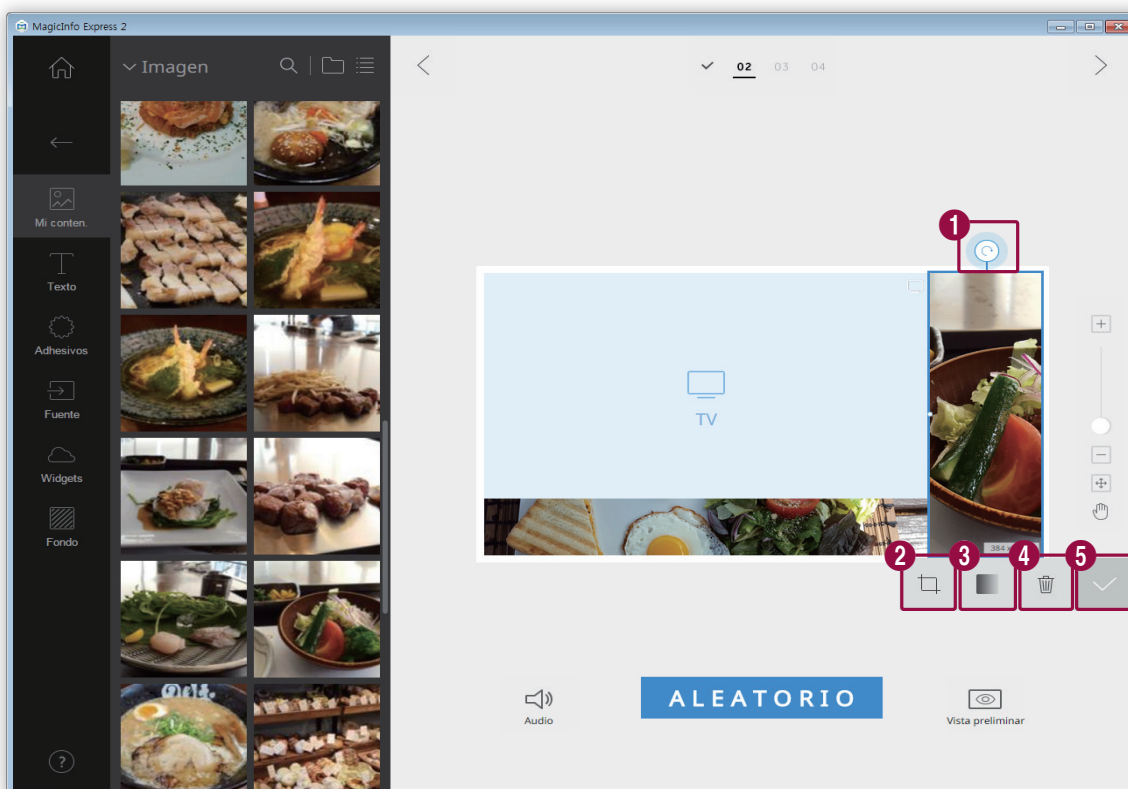 MagicInfo Express 2
Imagen
02 03 04
Mi conten.
Texto
Adhesivos
Fuente
Widgets
Fondo
?
1
TV
384
2 3 4 5
Audio
ALEATORIO
Vista preliminar